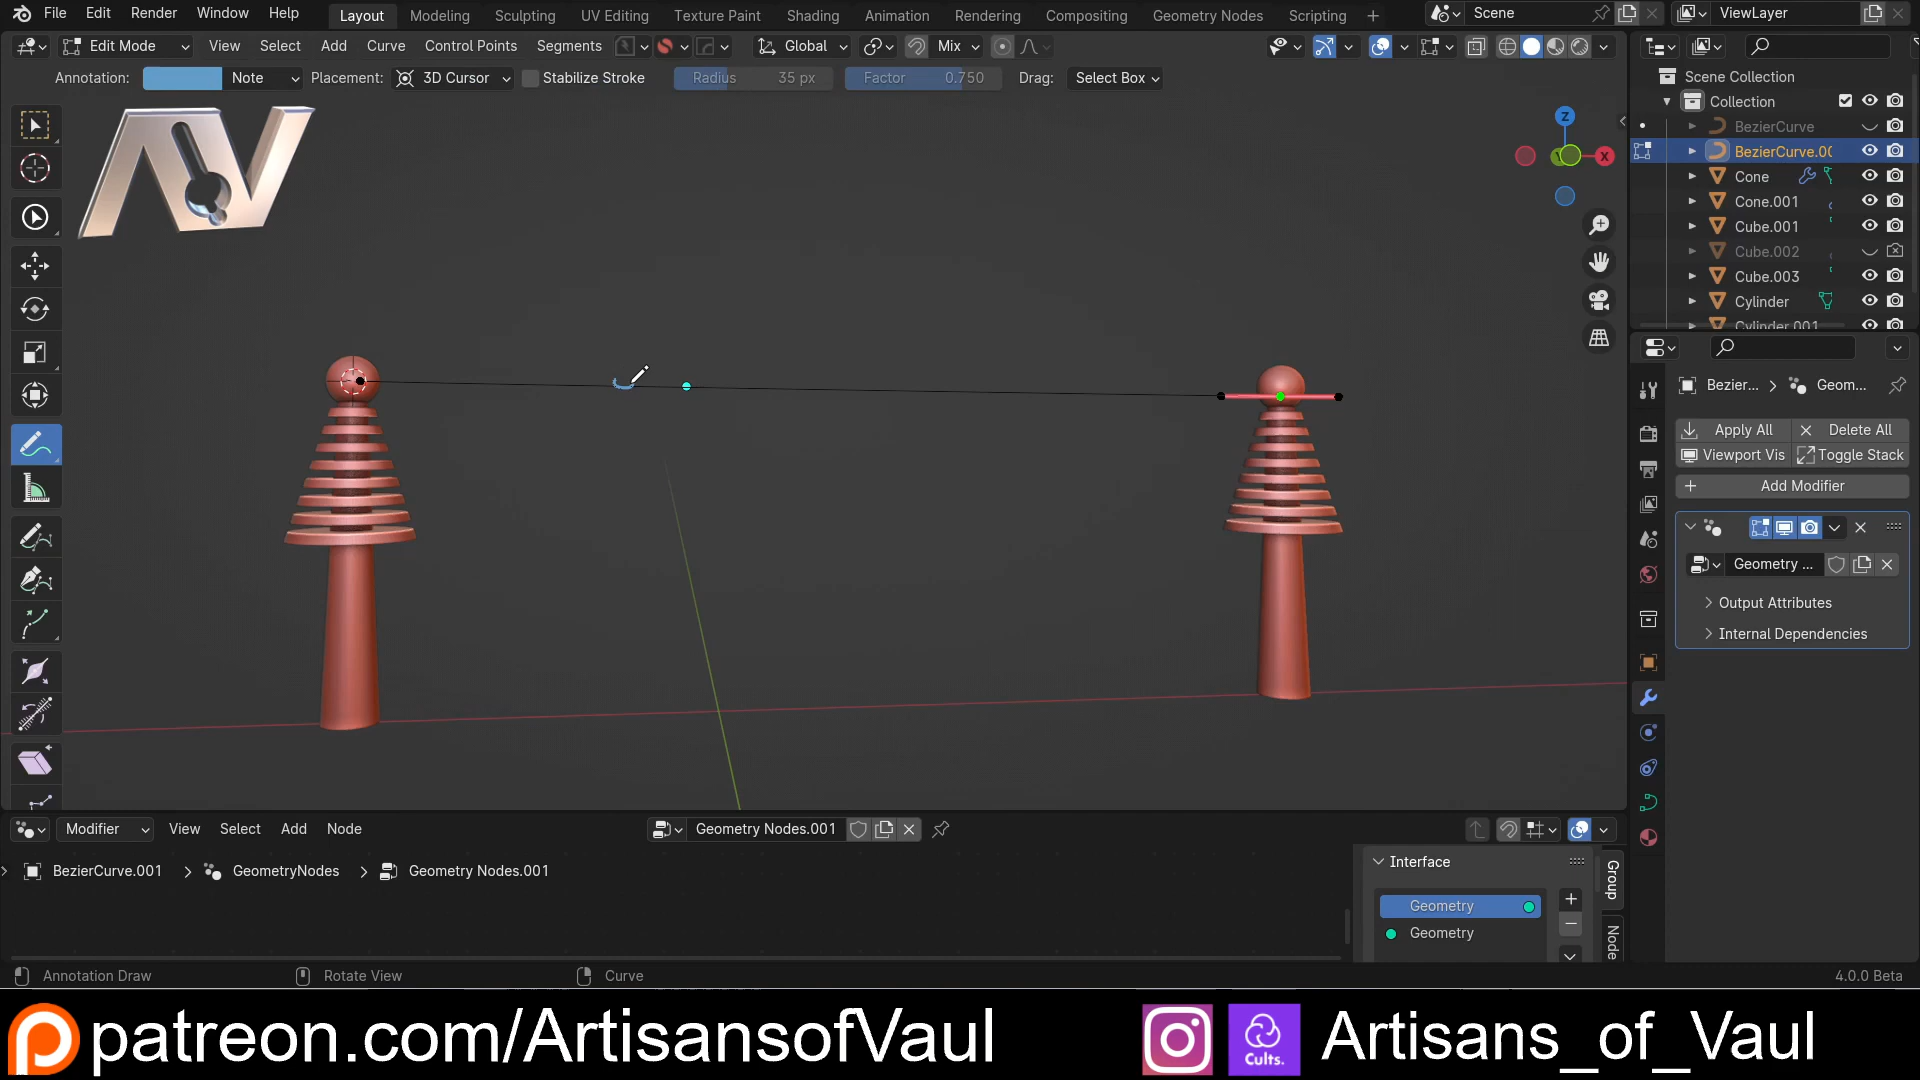 File Edit Render Window Help Layout Modeling Sculpting UV Editing Texture Paint Shading Animation Rendering Compositing Geometry Nodes Scripting + Scene ViewLayer
Edit Mode View Select Add Curve Control Points Segments Global Mix
Annotation: Note Placement: 3D Cursor Stabilize Stroke Radius 35 px Factor 0.750 Drag: Select Box
Scene Collection
Collection
BezierCurve
BezierCurve.00
Cone
Cone.001
Cube.001
Cube.002
Cube.003
Cylinder
Cylinder.001
Z
X
AV
Bezier... Geom...
Apply All Delete All
Viewport Vis Toggle Stack
Add Modifier
Geometry ...
Output Attributes
Internal Dependencies
Modifier View Select Add Node Geometry Nodes.001
BezierCurve.001 GeometryNodes Geometry Nodes.001
Interface
Geometry
Geometry
Group
Node
Annotation Draw Rotate View Curve 4.0.0 Beta
patreon.com/ArtisansofVaul Cults. Artisans_of_Vaul